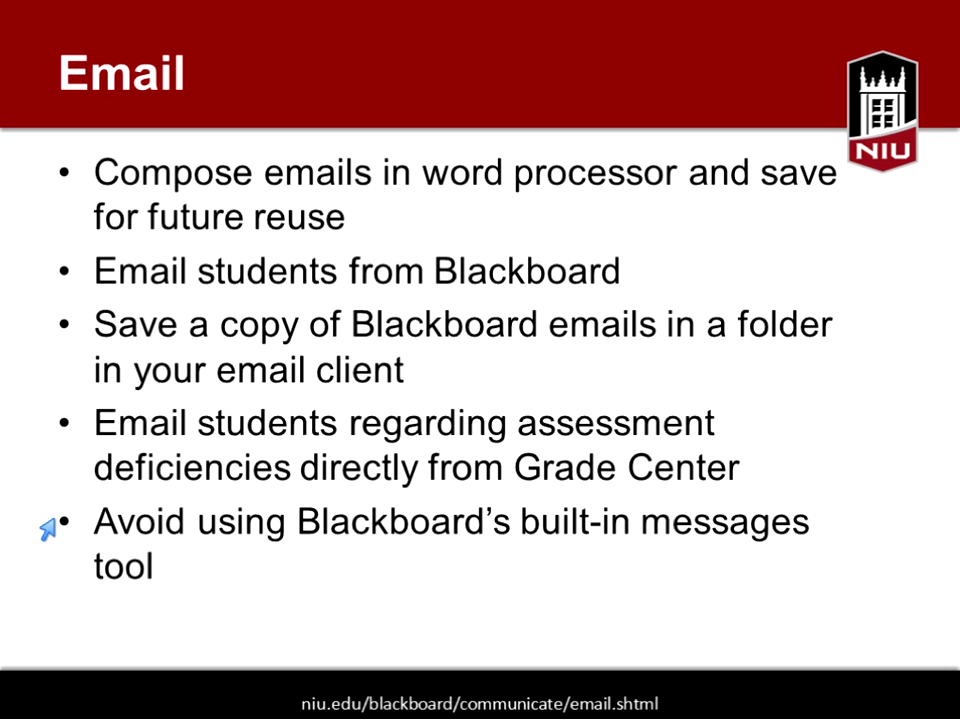 Email
NIU
• Compose emails in word processor and save
for future reuse
• Email students from Blackboard
• Save a copy of Blackboard emails in a folder
in your email client
• Email students regarding assessment
deficiencies directly from Grade Center
• Avoid using Blackboard’s built-in messages
tool
niu.edu/blackboard/communicate/email.shtml